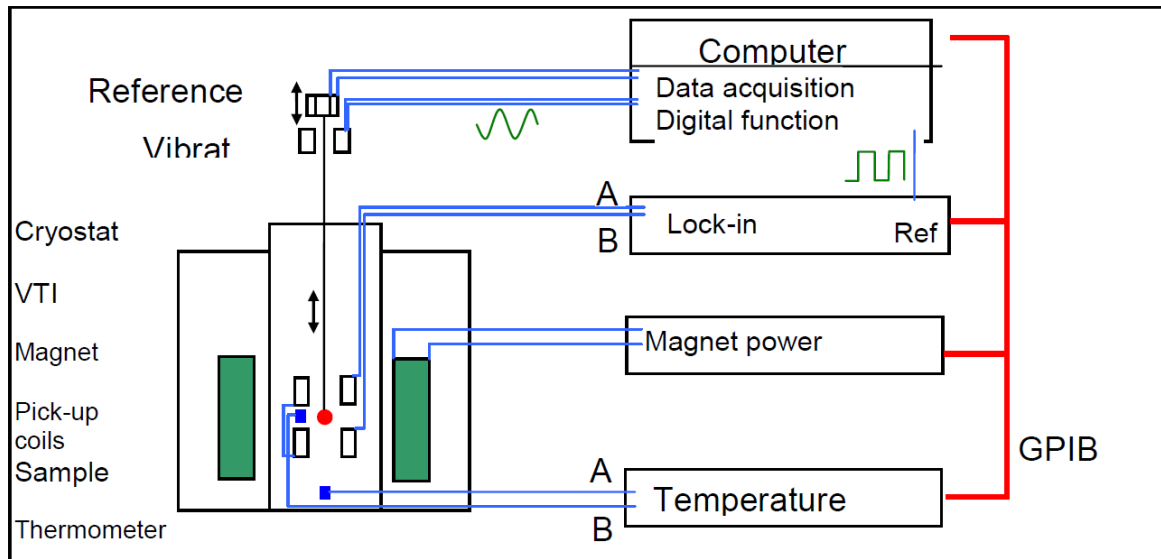 Computer
Reference
Data acquisition
Digital function
Vibrat
A
Cryostat
B
Lock-in
Ref
VTI
Magnet
Magnet power
Pick-up
coils
GPIB
Sample
A
Temperature
Thermometer
B